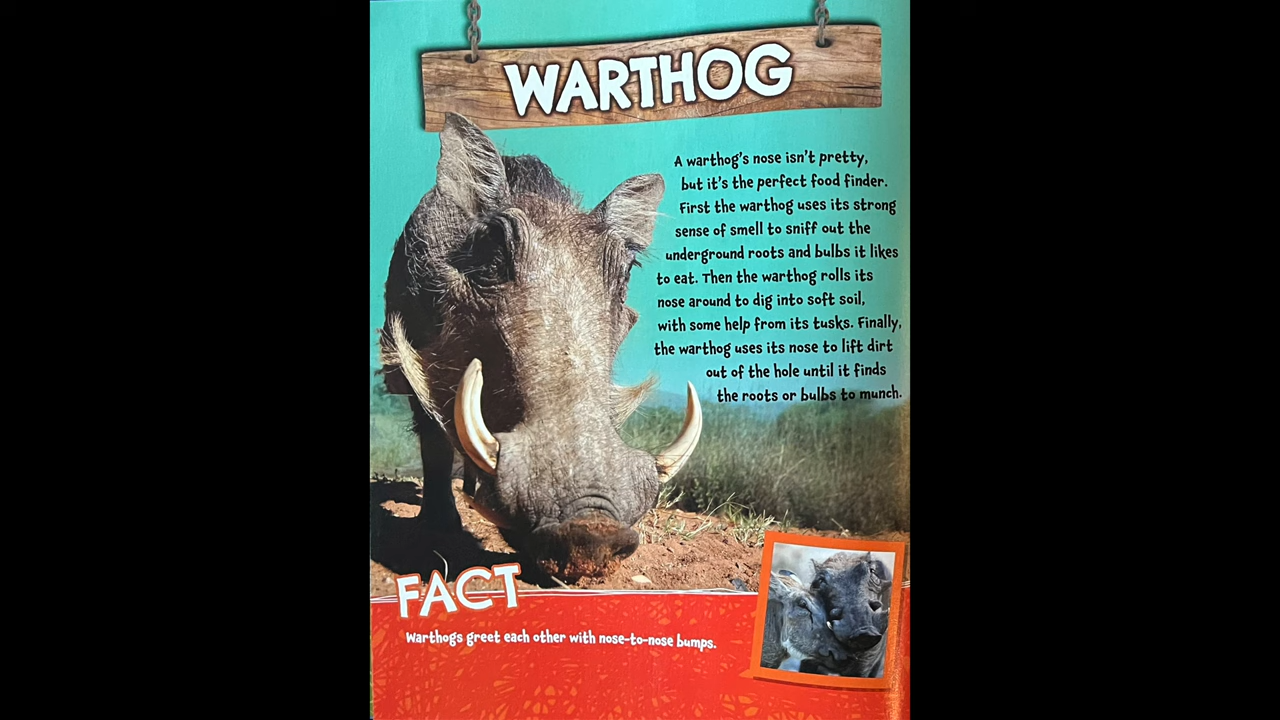 WARTHOG
A warthog's nose isn't pretty,
but it's the perfect food finder.
First the warthog uses its strong
sense of smell to sniff out the
underground roots and bulbs it likes
to eat. Then the warthog rolls its
nose around to dig into soft soil,
with some help from its tusks. Finally,
the warthog uses its nose to lift dirt
out of the hole until it finds
the roots or bulbs to munch.
FACT
Warthogs greet each other with nose-to-nose bumps.